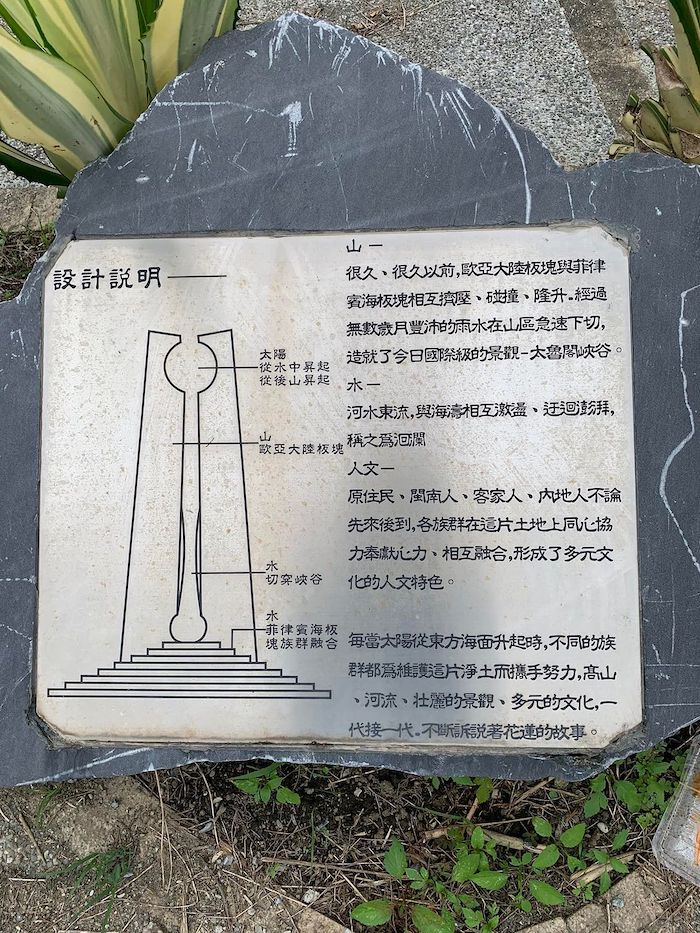 設計説明——
太陽
從水中昇起
從後山昇起
山
歐亞大陸板塊
水
切穿峽谷
水
菲律賓海板
塊族群融合
山—
很久、很久以前,歐亞大陸板塊與菲律
賓海板塊相互擠壓、碰撞、隆升.經過
無數歲月豐沛的雨水在山區急速下切,
造就了今日國際級的景觀-太魯閣峽谷。
水—
河水東流,與海濤相互激盪、迂迴澎拜,
稱之爲洄瀾
人文—
原住民、閩南人、客家人、內地人不論
先來後到,各族群在這片土地上同心協
力奉獻心力、相互融合,形成了多元文
化的人文特色。
每當太陽從東方海面升起時,不同的族
群都爲維護這片淨土而攜手努力,高山
、河流、壯麗的景觀、多元的文化,一
代接一代.不斷訴説著花蓮的故事。